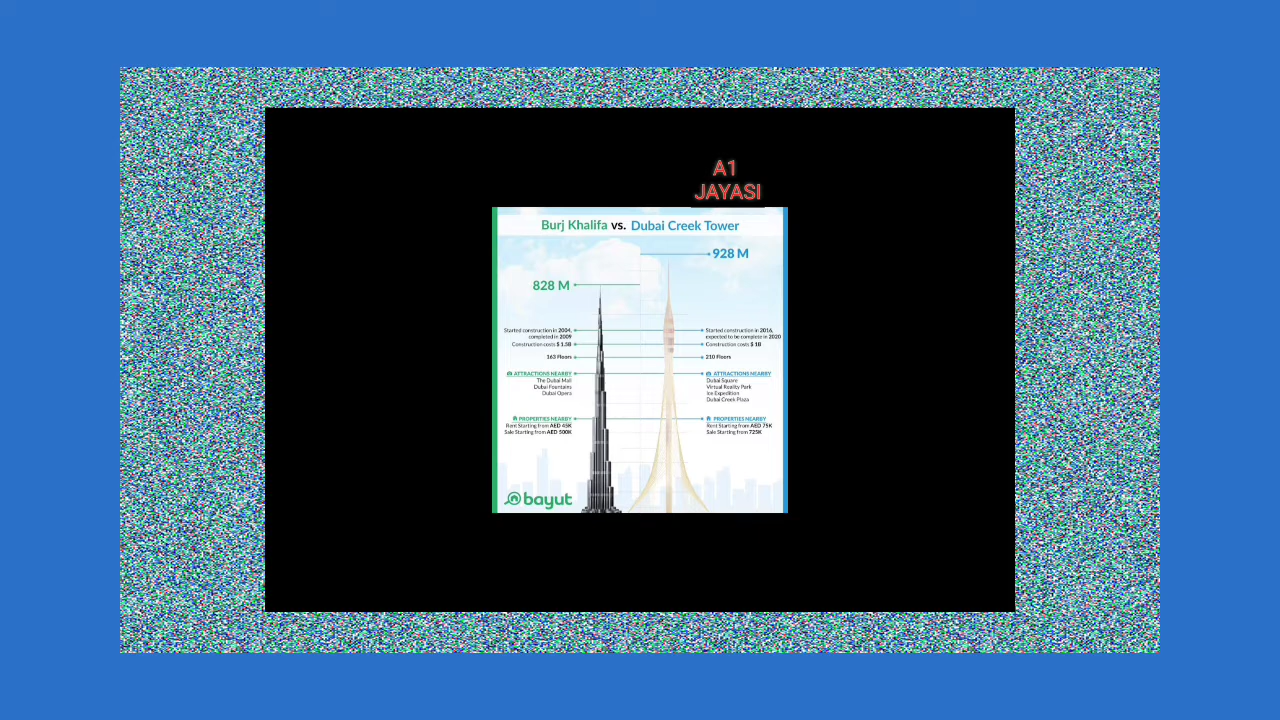 A1
JAYASI
Burj Khalifa vs. Dubai Creek Tower
928 M
828 M
Started construction in 2004,
completed in 2009
Construction costs $ 1.5B
163 Floors
ATTRACTIONS NEARBY
The Dubai Mall
Dubai Fountains
Dubai Opera
PROPERTIES NEARBY
Rent Starting from AED 45K
Sale Starting from AED 500K
Started construction in 2016,
expected to be complete in 2020
Construction costs $ 1B
210 Floors
ATTRACTIONS NEARBY
Dubai Square
Virtual Reality Park
Ice Expedition
Dubai Creek Plaza
PROPERTIES NEARBY
Rent Starting from AED 75K
Sale Starting from 725K
bayut